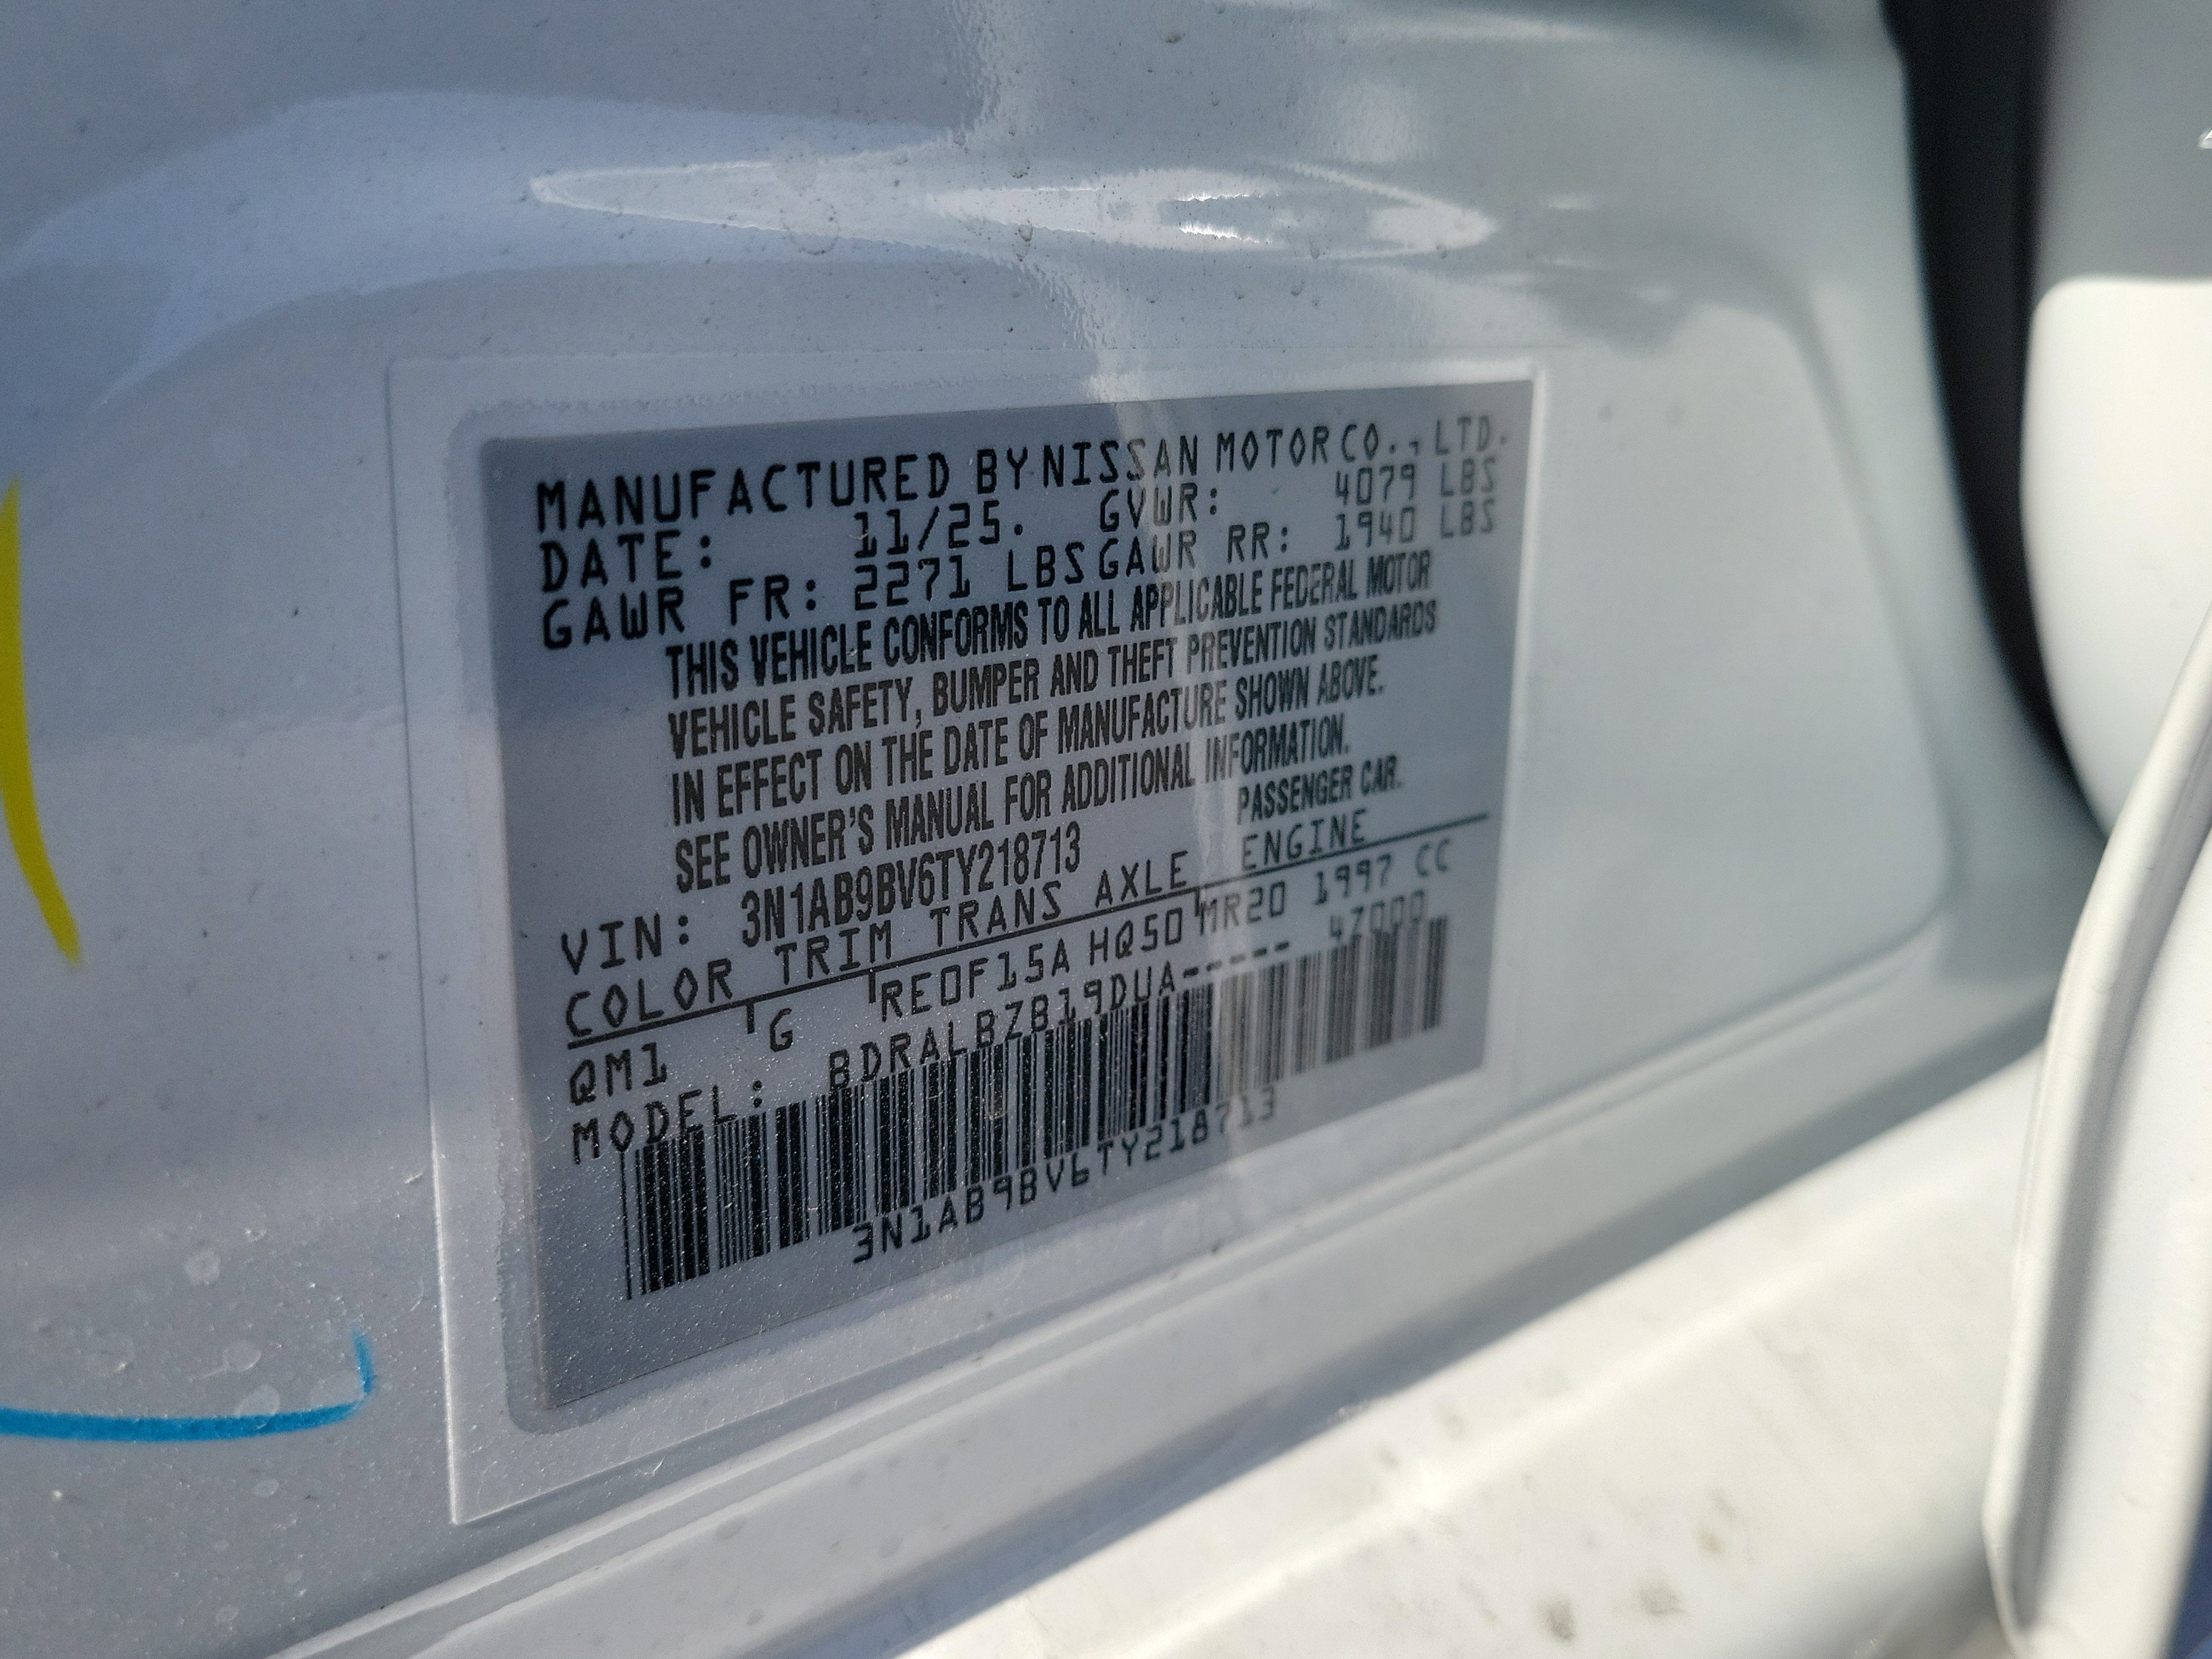 MANUFACTURED BY NISSAN MOTOR CO., LTD.
DATE: 11/25. GVWR: 4079 LBS
GAWR FR: 2271 LBS GAWR RR: 1940 LBS
THIS VEHICLE CONFORMS TO ALL APPLICABLE FEDERAL MOTOR
VEHICLE SAFETY, BUMPER AND THEFT PREVENTION STANDARDS
IN EFFECT ON THE DATE OF MANUFACTURE SHOWN ABOVE.
SEE OWNER'S MANUAL FOR ADDITIONAL INFORMATION.
VIN: 3N1AB9BV6TY218713 PASSENGER CAR.
COLOR TRIM TRANS AXLE ENGINE
QM1 G RE0F15A HQ50 MR20 1997 CC
MODEL: BDRALBZB19DUA----- 47000
3N1AB9BV6TY218713